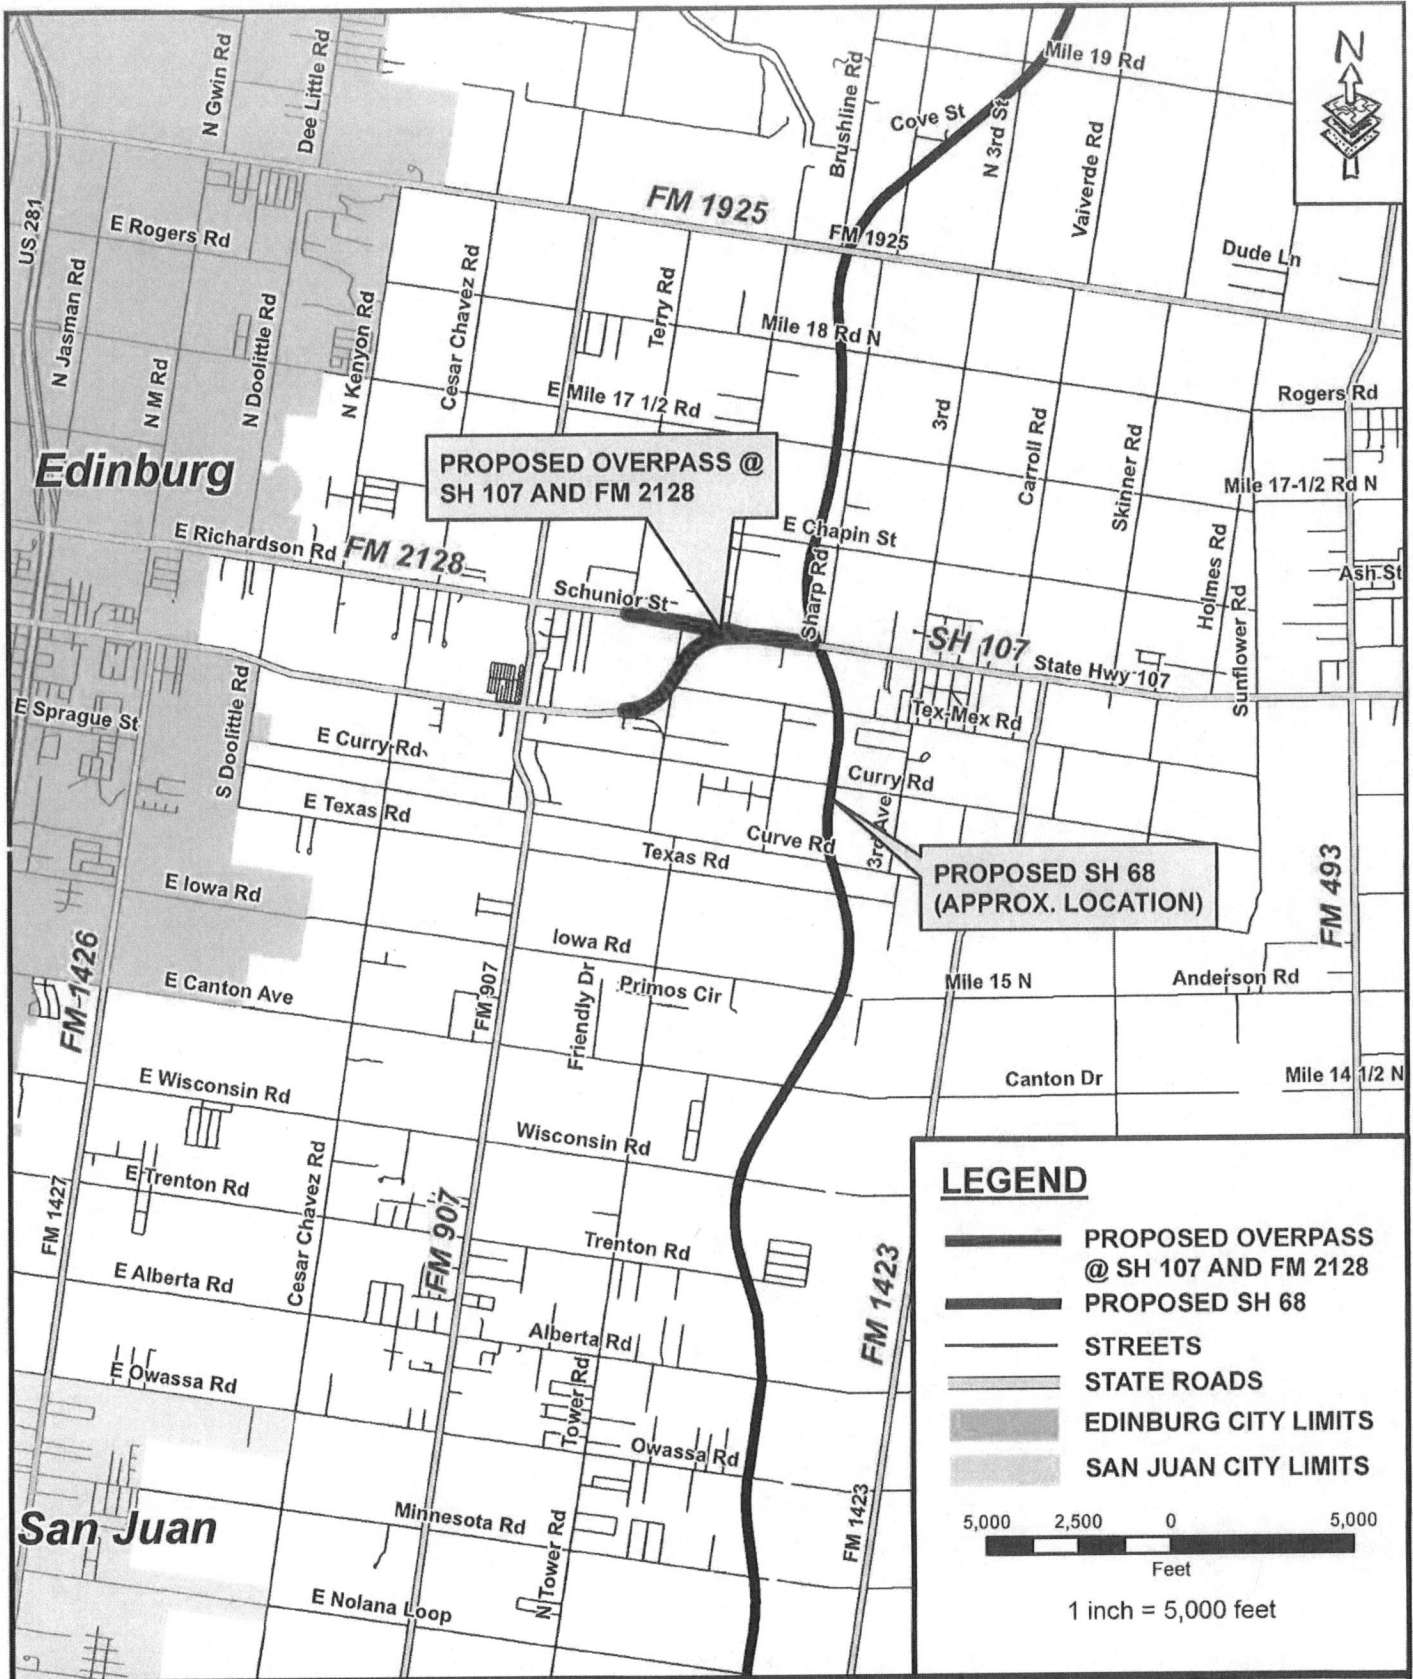 N
Mile 19 Rd
N Gwin Rd
Dee Little Rd
Brushline Rd
Cove St
N 3rd St
Vaiverde Rd
FM 1925
FM 1925
US 281
E Rogers Rd
Dude Ln
N Jasman Rd
N M Rd
N Doolittle Rd
N Kenyon Rd
Cesar Chavez Rd
Terry Rd
Mile 18 Rd N
E Mile 17 1/2 Rd
Rogers Rd
3rd
Carroll Rd
Skinner Rd
Edinburg
PROPOSED OVERPASS @
SH 107 AND FM 2128
Mile 17-1/2 Rd N
E Richardson Rd
FM 2128
E Chapin St
Holmes Rd
Sunflower Rd
Ash St
Schunior St
Sharp Rd
SH 107
State Hwy 107
E Sprague St
S Doolittle Rd
Tex-Mex Rd
E Curry Rd
Curry Rd
E Texas Rd
Curve Rd
3rd Ave
Texas Rd
PROPOSED SH 68
(APPROX. LOCATION)
FM 493
E Iowa Rd
Iowa Rd
FM-1426
E Canton Ave
FM 907
Friendly Dr
Primos Cir
Mile 15 N
Anderson Rd
E Wisconsin Rd
Canton Dr
Mile 14 1/2 N
Wisconsin Rd
E Trenton Rd
FM 1427
Cesar Chavez Rd
FM 907
Trenton Rd
FM 1423
E Alberta Rd
Alberta Rd
E Owassa Rd
Tower Rd
Owassa Rd
San Juan
Minnesota Rd
N Tower Rd
FM 1423
E Nolana Loop
LEGEND
PROPOSED OVERPASS
@ SH 107 AND FM 2128
PROPOSED SH 68
STREETS
STATE ROADS
EDINBURG CITY LIMITS
SAN JUAN CITY LIMITS
5,000 2,500 0 5,000
Feet
1 inch = 5,000 feet